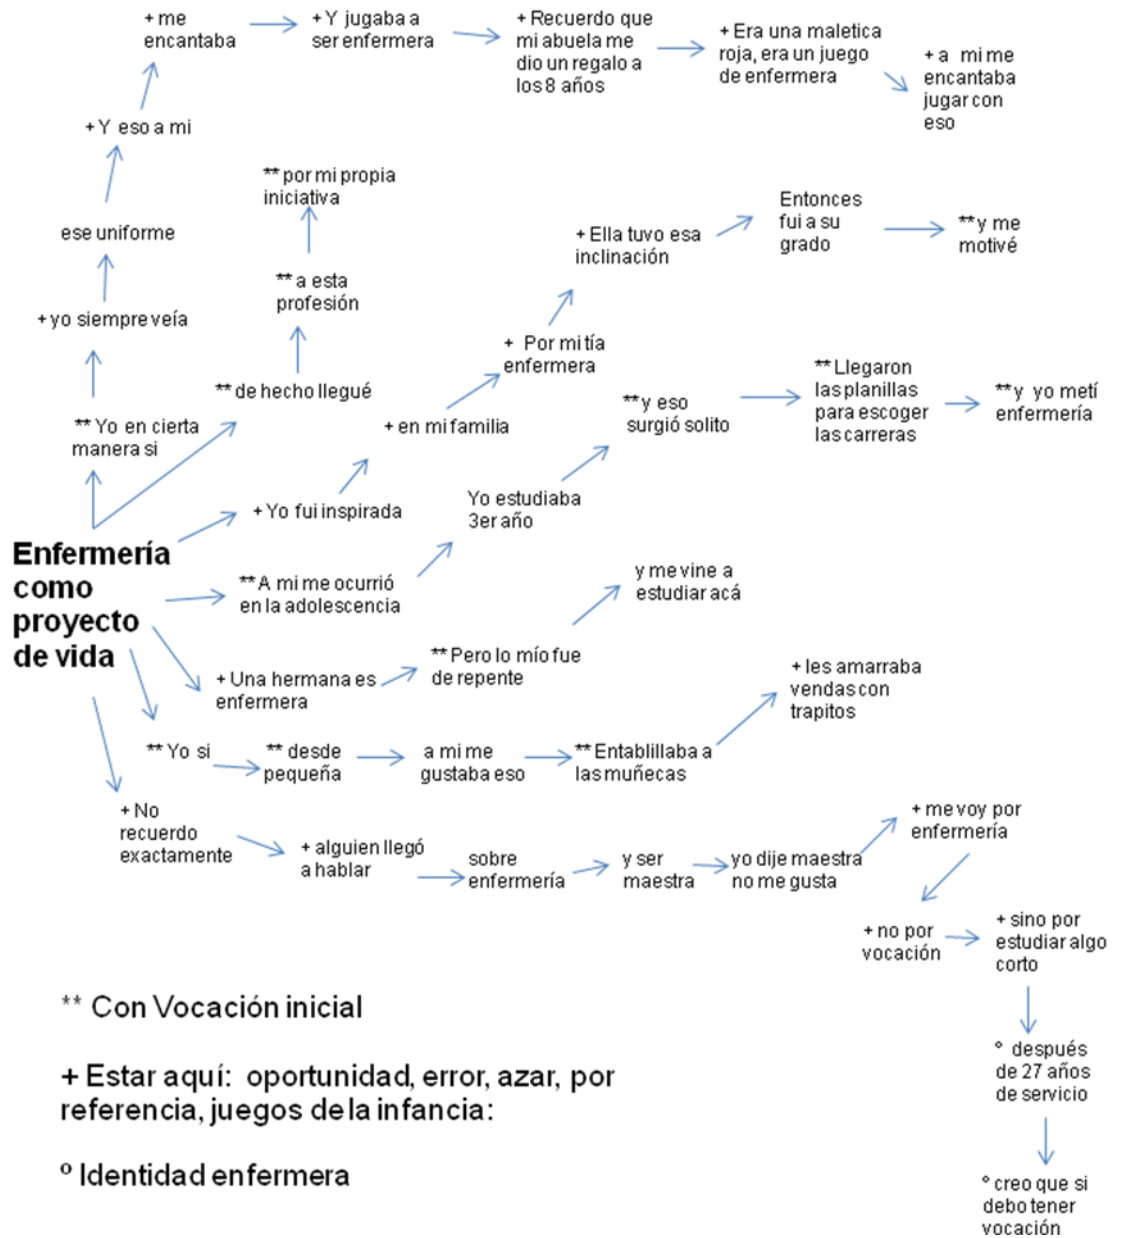 + me
encantaba
+ Y jugaba a
ser enfermera
+ Recuerdo que
mi abuela me
dio un regalo a
los 8 años
+ Era una maletica
roja, era un juego
de enfermera
+ a mi me
encantaba
jugar con
eso
+ Y eso a mi
ese uniforme
+ yo siempre veía
** Yo en cierta
manera si
** por mi propia
iniciativa
** a esta
profesión
** de hecho llegué
+ Ella tuvo esa
inclinación
Entonces
fui a su
grado
**y me
motivé
+ Por mi tía
enfermera
+ en mi familia
+ Yo fui inspirada
**y eso
surgió solito
** Llegaron
las planillas
para escoger
las carreras
**y yo metí
enfermería
Yo estudiaba
3er año
**A mi me ocurrió
en la adolescencia
Enfermería
como
proyecto
de vida
y me vine a
estudiar acá
**Pero lo mío fue
de repente
+ Una hermana es
enfermera
** Yo si
** desde
pequeña
a mi me
gustaba eso
** Entablillaba a
las muñecas
+ les amarraba
vendas con
trapitos
+ No
recuerdo
exactamente
+ alguien llegó
a hablar
sobre
enfermería
y ser
maestra
yo dije maestra
no me gusta
+ me voy por
enfermería
+ no por
vocación
+ sino por
estudiar algo
corto
° después
de 27 años
de servicio
° creo que si
debo tener
vocación
** Con Vocación inicial
+ Estar aquí: oportunidad, error, azar, por
referencia, juegos de la infancia:
º Identidad enfermera